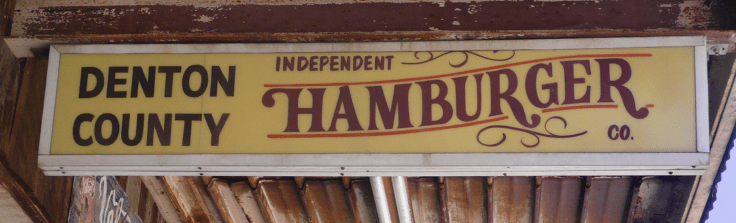 DENTON
COUNTY
INDEPENDENT
HAMBURGER
CO.